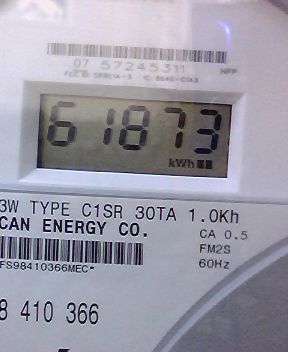 07 57245311 HPP
61873
kWh
3W TYPE C1SR 30TA 1.0Kh
CAN ENERGY CO.
CA 0.5
FM2S
60Hz
FS98410366MEC*
8 410 366